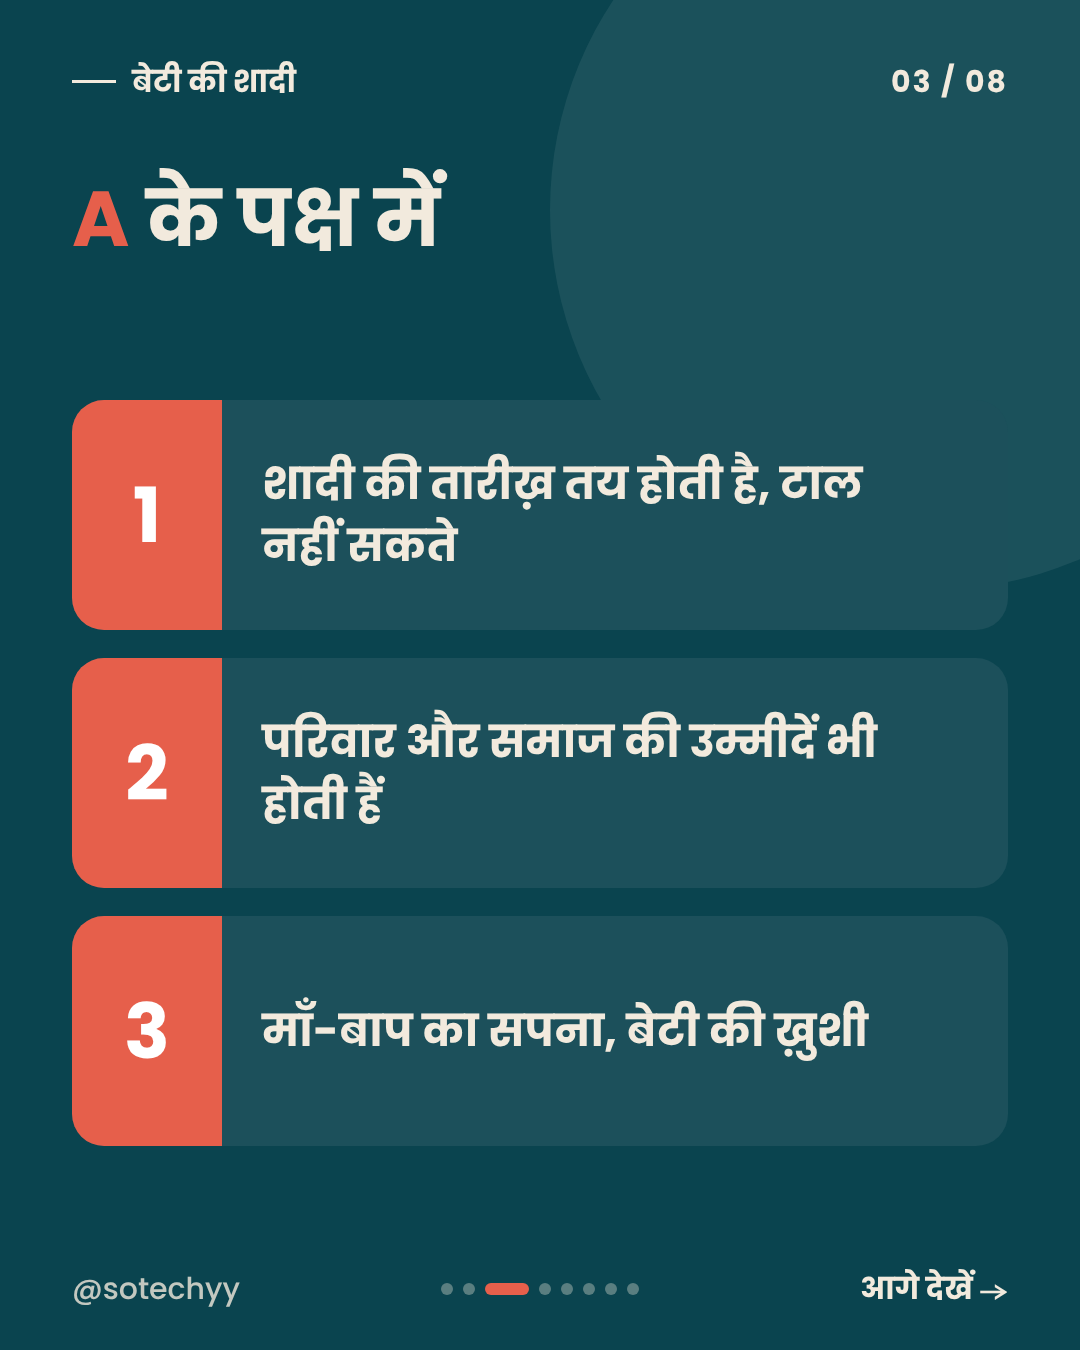 — बेटी की शादी
03 / 08
A के पक्ष में
1
शादी की तारीख़ तय होती है, टाल
नहीं सकते
2
परिवार और समाज की उम्मीदें भी
होती हैं
3
माँ-बाप का सपना, बेटी की ख़ुशी
@sotechyy
आगे देखें →